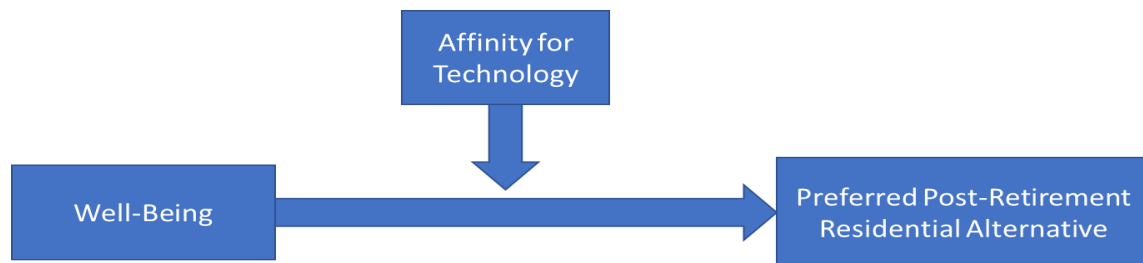 Affinity for
Technology
Well-Being
Preferred Post-Retirement
Residential Alternative